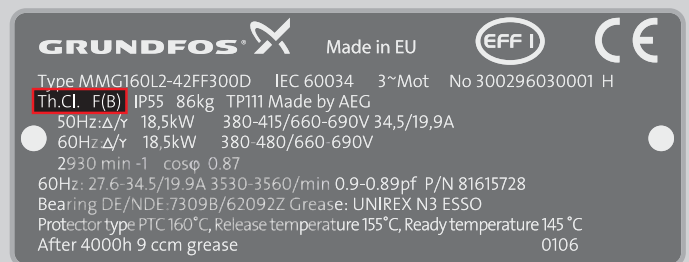 GRUNDFOS Made in EU EFF 1 CE
Type MMG160L2-42FF300D IEC 60034 3~Mot No 300296030001 H
Th.Cl. F(B) IP55 86kg TP111 Made by AEG
50Hz:△/Y 18,5kW 380-415/660-690V 34,5/19,9A
60Hz:△/Y 18,5kW 380-480/660-690V
2930 min -1 cosφ 0.87
60Hz: 27.6-34.5/19.9A 3530-3560/min 0.9-0.89pf P/N 81615728
Bearing DE/NDE:7309B/62092Z Grease: UNIREX N3 ESSO
Protector type PTC 160°C, Release temperature 155°C, Ready temperature 145 °C
After 4000h 9 ccm grease 0106